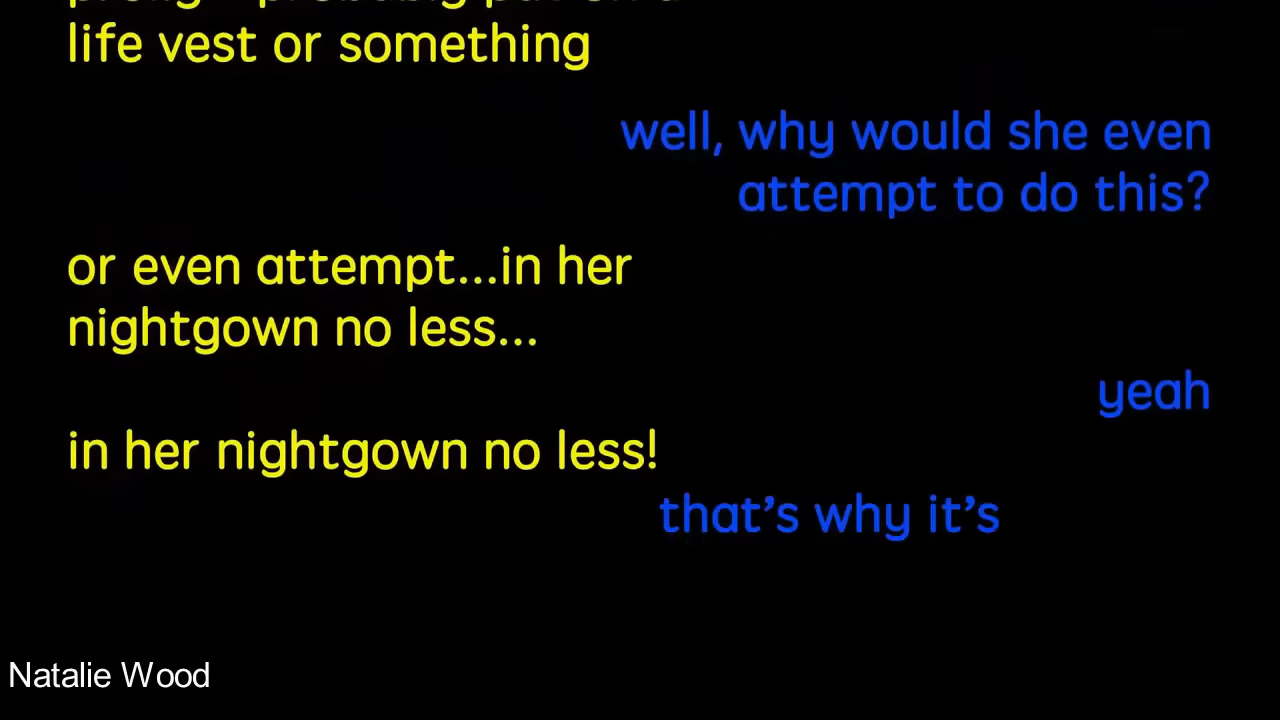 life vest or something
well, why would she even
attempt to do this?
or even attempt...in her
nightgown no less...
yeah
in her nightgown no less!
that's why it's
Natalie Wood